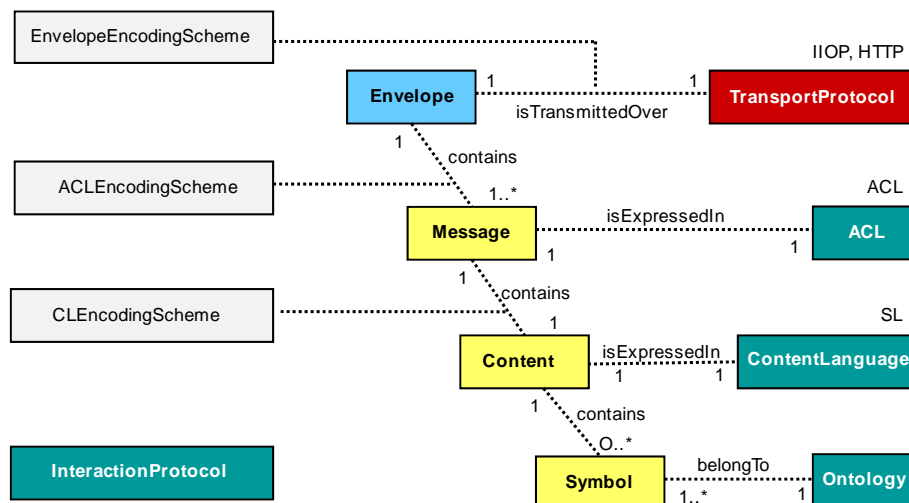 EnvelopeEncodingScheme
IIOP, HTTP
Envelope
1
1
TransportProtocol
isTransmittedOver
1
contains
ACLEncodingScheme
ACL
1..*
isExpressedIn
Message
ACL
1
1
1
contains
CLEncodingScheme
SL
1
isExpressedIn
Content
ContentLanguage
1
1
1
contains
O..*
belongTo
InteractionProtocol
Symbol
Ontology
1..*
1